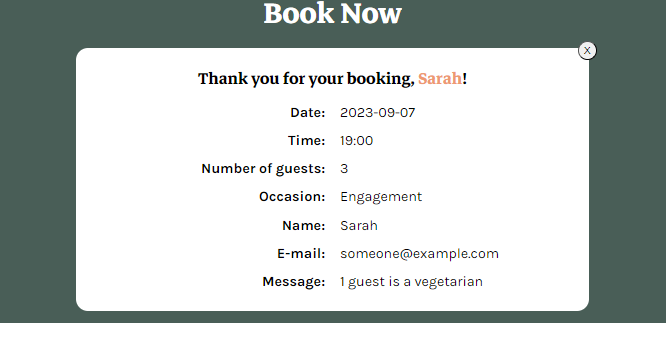 Book Now
X
Thank you for your booking, Sarah!
Date: 2023-09-07
Time: 19:00
Number of guests: 3
Occasion: Engagement
Name: Sarah
E-mail: someone@example.com
Message: 1 guest is a vegetarian